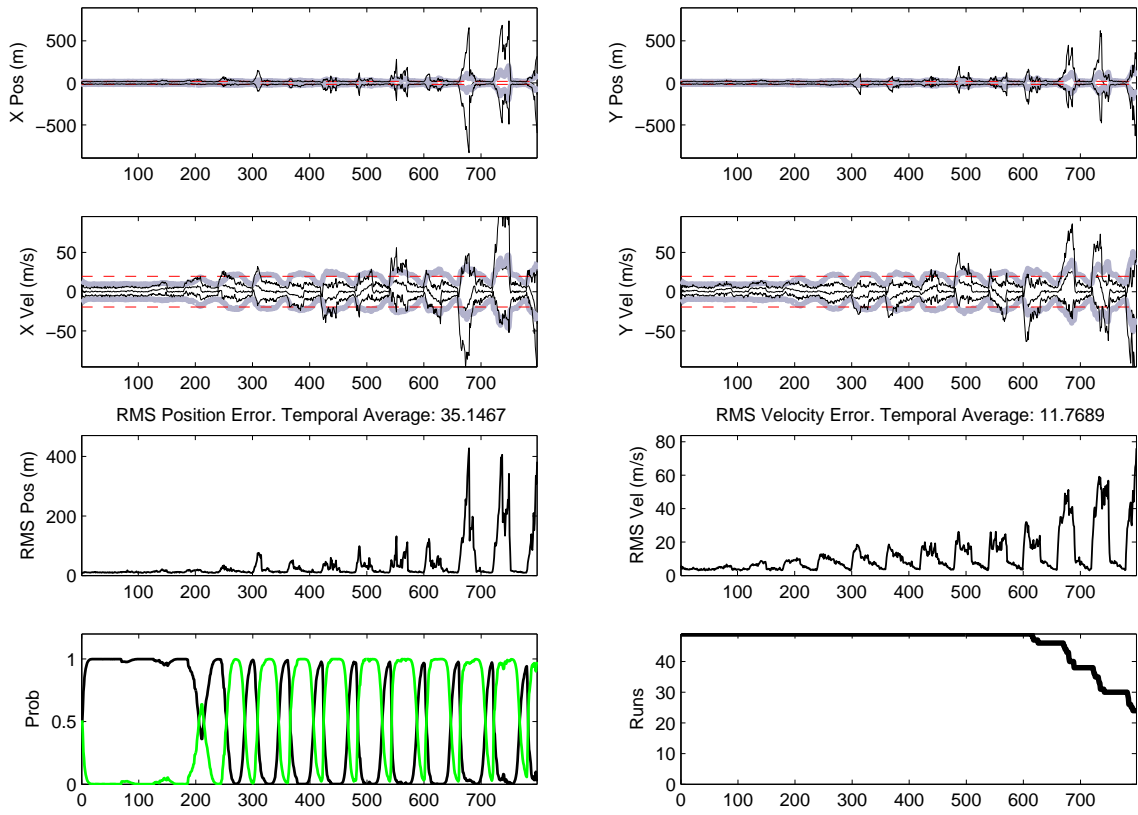 X Pos (m)
500
0
−500
100 200 300 400 500 600 700
Y Pos (m)
500
0
−500
100 200 300 400 500 600 700
X Vel (m/s)
50
0
−50
100 200 300 400 500 600 700
Y Vel (m/s)
50
0
−50
100 200 300 400 500 600 700
RMS Position Error. Temporal Average: 35.1467
RMS Pos (m)
400
200
0
100 200 300 400 500 600 700
RMS Velocity Error. Temporal Average: 11.7689
RMS Vel (m/s)
80
60
40
20
0
100 200 300 400 500 600 700
Prob
1
0.5
0
0 100 200 300 400 500 600 700
Runs
40
30
20
10
0
0 100 200 300 400 500 600 700